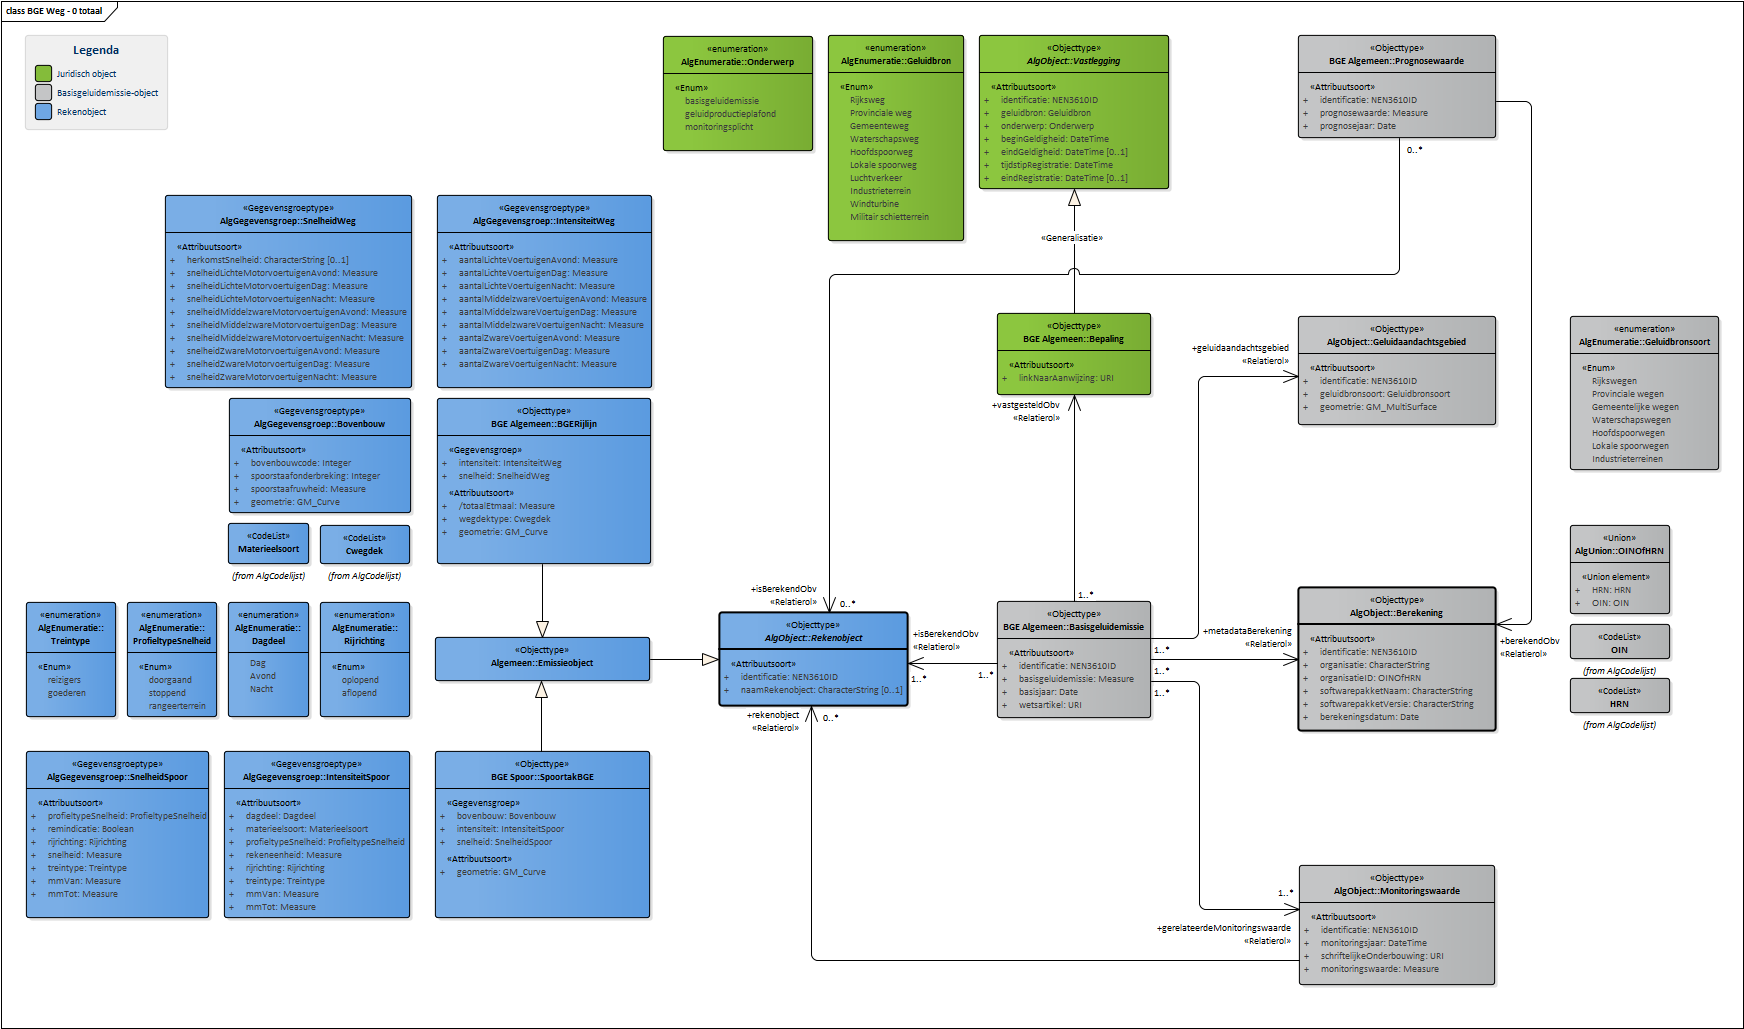 class BGE Weg - 0 totaal
Legenda
Juridisch object
Basisgeluidemissie-object
Rekenobject
«enumeration»
AlgEnumeratie::Onderwerp
«Enum»
basisgeluidemissie
geluidproductieplafond
monitoringsplicht
«enumeration»
AlgEnumeratie::Geluidbron
«Enum»
Rijksweg
Provinciale weg
Gemeenteweg
Waterschapsweg
Hoofdspoorweg
Lokale spoorweg
Luchtverkeer
Industrieterrein
Windturbine
Militair schietterrein
«Objecttype»
AlgObject::Vastlegging
«Attribuutsoort»
+ identificatie: NEN3610ID
+ geluidbron: Geluidbron
+ onderwerp: Onderwerp
+ beginGeldigheid: DateTime
+ eindGeldigheid: DateTime [0..1]
+ tijdstipRegistratie: DateTime
+ eindRegistratie: DateTime [0..1]
«Objecttype»
BGE Algemeen::Prognosewaarde
«Attribuutsoort»
+ identificatie: NEN3610ID
+ prognosewaarde: Measure
+ prognosejaar: Date
0..*
«Generalisatie»
«Gegevensgroeptype»
AlgGegevensgroep::SnelheidWeg
«Attribuutsoort»
+ herkomstSnelheid: CharacterString [0..1]
+ snelheidLichteMotorvoertuigenAvond: Measure
+ snelheidLichteMotorvoertuigenDag: Measure
+ snelheidLichteMotorvoertuigenNacht: Measure
+ snelheidMiddelzwareMotorvoertuigenAvond: Measure
+ snelheidMiddelzwareMotorvoertuigenDag: Measure
+ snelheidMiddelzwareMotorvoertuigenNacht: Measure
+ snelheidZwareMotorvoertuigenAvond: Measure
+ snelheidZwareMotorvoertuigenDag: Measure
+ snelheidZwareMotorvoertuigenNacht: Measure
«Gegevensgroeptype»
AlgGegevensgroep::IntensiteitWeg
«Attribuutsoort»
+ aantalLichteVoertuigenAvond: Measure
+ aantalLichteVoertuigenDag: Measure
+ aantalLichteVoertuigenNacht: Measure
+ aantalMiddelzwareVoertuigenAvond: Measure
+ aantalMiddelzwareVoertuigenDag: Measure
+ aantalMiddelzwareVoertuigenNacht: Measure
+ aantalZwareVoertuigenAvond: Measure
+ aantalZwareVoertuigenDag: Measure
+ aantalZwareVoertuigenNacht: Measure
«Objecttype»
BGE Algemeen::Bepaling
«Attribuutsoort»
+ linkNaarAanwijzing: URI
+vastgesteldObv
«Relatierol»
+geluidaandachtsgebied
«Relatierol»
«Objecttype»
AlgObject::Geluidaandachtsgebied
«Attribuutsoort»
+ identificatie: NEN3610ID
+ geluidbronsoort: Geluidbronsoort
+ geometrie: GM_MultiSurface
«enumeration»
AlgEnumeratie::Geluidbronsoort
«Enum»
Rijkswegen
Provinciale wegen
Gemeentelijke wegen
Waterschapswegen
Hoofdspoorwegen
Lokale spoorwegen
Industrieterreinen
«Gegevensgroeptype»
AlgGegevensgroep::Bovenbouw
«Attribuutsoort»
+ bovenbouwcode: Integer
+ spoorstaafonderbreking: Integer
+ spoorstaafruwheid: Measure
+ geometrie: GM_Curve
«Objecttype»
BGE Algemeen::BGERijlijn
«Gegevensgroep»
+ intensiteit: IntensiteitWeg
+ snelheid: SnelheidWeg
«Attribuutsoort»
+ /totaalEtmaal: Measure
+ wegdektype: Cwegdek
+ geometrie: GM_Curve
«CodeList»
Materieelsoort
(from AlgCodelijst)
«CodeList»
Cwegdek
(from AlgCodelijst)
«enumeration»
AlgEnumeratie::
Treintype
«Enum»
reizigers
goederen
«enumeration»
AlgEnumeratie::
ProfieltypeSnelheid
«Enum»
doorgaand
stoppend
rangeerterrein
«enumeration»
AlgEnumeratie::
Dagdeel
Dag
Avond
Nacht
«enumeration»
AlgEnumeratie::
Rijrichting
«Enum»
oplopend
aflopend
«Objecttype»
Algemeen::Emissieobject
+isBerekendObv
«Relatierol»
0..*
«Objecttype»
AlgObject::Rekenobject
«Attribuutsoort»
+ identificatie: NEN3610ID
+ naamRekenobject: CharacterString [0..1]
+rekenobject
«Relatierol»
0..*
+isBerekendObv
«Relatierol»
1..*
1..*
1..*
«Objecttype»
BGE Algemeen::Basisgeluidemissie
«Attribuutsoort»
+ identificatie: NEN3610ID
+ basisgeluidemissie: Measure
+ basisjaar: Date
+ wetsartikel: URI
1..*
1..*
1..*
+metadataBerekening
«Relatierol»
«Objecttype»
AlgObject::Berekening
«Attribuutsoort»
+ identificatie: NEN3610ID
+ organisatie: CharacterString
+ organisatieID: OINOfHRN
+ softwarepakketNaam: CharacterString
+ softwarepakketVersie: CharacterString
+ berekeningsdatum: Date
+berekendObv
«Relatierol»
«Union»
AlgUnion::OINOfHRN
«Union element»
+ HRN: HRN
+ OIN: OIN
«CodeList»
OIN
(from AlgCodelijst)
«CodeList»
HRN
(from AlgCodelijst)
«Gegevensgroeptype»
AlgGegevensgroep::SnelheidSpoor
«Attribuutsoort»
+ profieltypeSnelheid: ProfieltypeSnelheid
+ remindicatie: Boolean
+ rijrichting: Rijrichting
+ snelheid: Measure
+ treintype: Treintype
+ mmVan: Measure
+ mmTot: Measure
«Gegevensgroeptype»
AlgGegevensgroep::IntensiteitSpoor
«Attribuutsoort»
+ dagdeel: Dagdeel
+ materieelsoort: Materieelsoort
+ profieltypeSnelheid: ProfieltypeSnelheid
+ rekeneenheid: Measure
+ rijrichting: Rijrichting
+ treintype: Treintype
+ mmVan: Measure
+ mmTot: Measure
«Objecttype»
BGE Spoor::SpoortakBGE
«Gegevensgroep»
+ bovenbouw: Bovenbouw
+ intensiteit: IntensiteitSpoor
+ snelheid: SnelheidSpoor
«Attribuutsoort»
+ geometrie: GM_Curve
1..*
+gerelateerdeMonitoringswaarde
«Relatierol»
«Objecttype»
AlgObject::Monitoringswaarde
«Attribuutsoort»
+ identificatie: NEN3610ID
+ monitoringsjaar: DateTime
+ schriftelijkeOnderbouwing: URI
+ monitoringswaarde: Measure